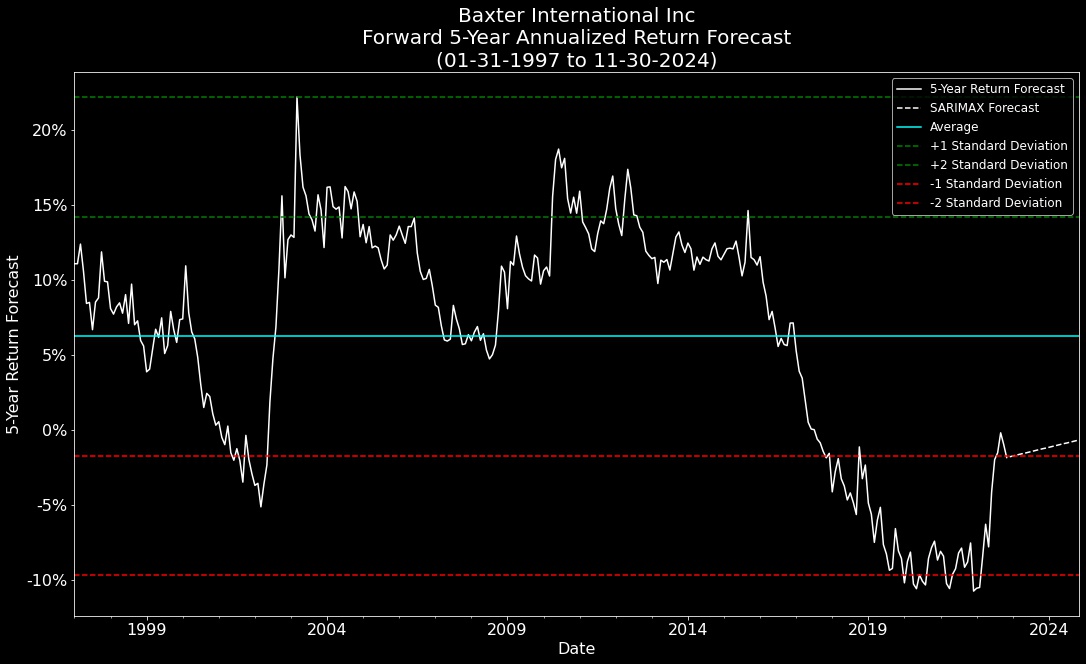 Baxter International Inc
Forward 5-Year Annualized Return Forecast
(01-31-1997 to 11-30-2024)
5-Year Return Forecast
SARIMAX Forecast
Average
+1 Standard Deviation
+2 Standard Deviation
-1 Standard Deviation
-2 Standard Deviation
5-Year Return Forecast
20%
15%
10%
5%
0%
-5%
-10%
1999
2004
2009
2014
2019
2024
Date